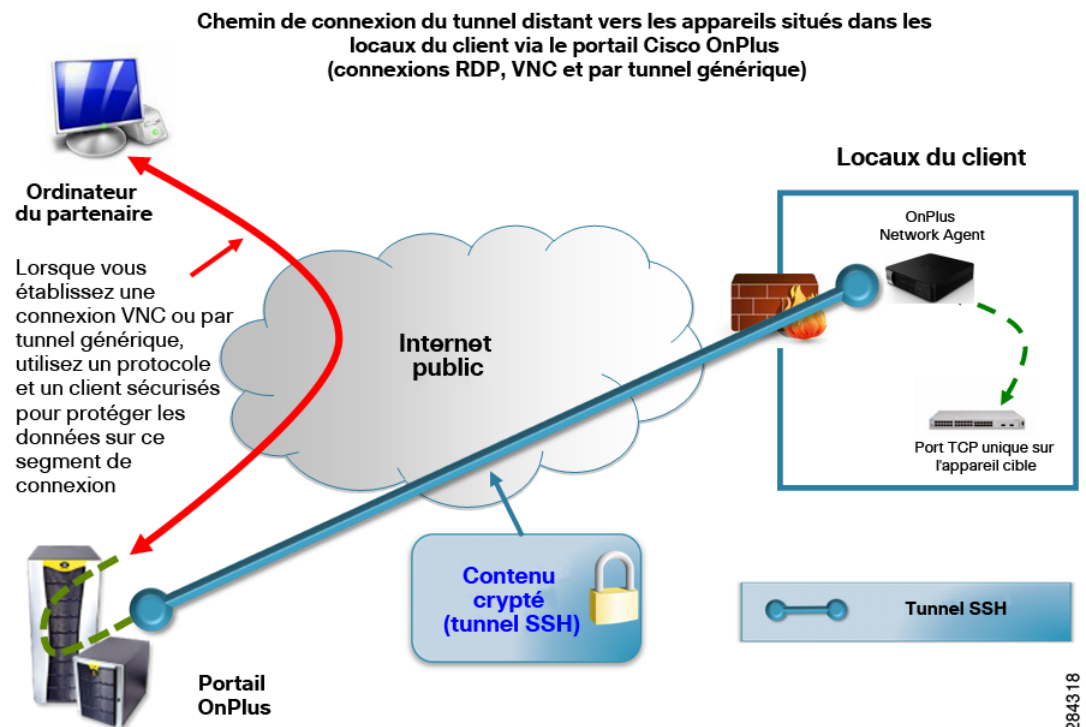 Chemin de connexion du tunnel distant vers les appareils situés dans les
locaux du client via le portail Cisco OnPlus
(connexions RDP, VNC et par tunnel générique)
Ordinateur
du partenaire
Lorsque vous
établissez une
connexion VNC ou par
tunnel générique,
utilisez un protocole
et un client sécurisés
pour protéger les
données sur ce
segment de
connexion
Internet
public
Locaux du client
OnPlus
Network Agent
Port TCP unique sur
l'appareil cible
Contenu
crypté
(tunnel SSH)
Tunnel SSH
Portail
OnPlus
284318